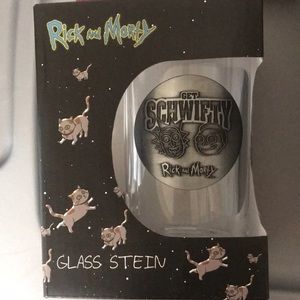 Rick and Morty
GET
SCHWIFTY
Rick and Morty
GLASS STEIN